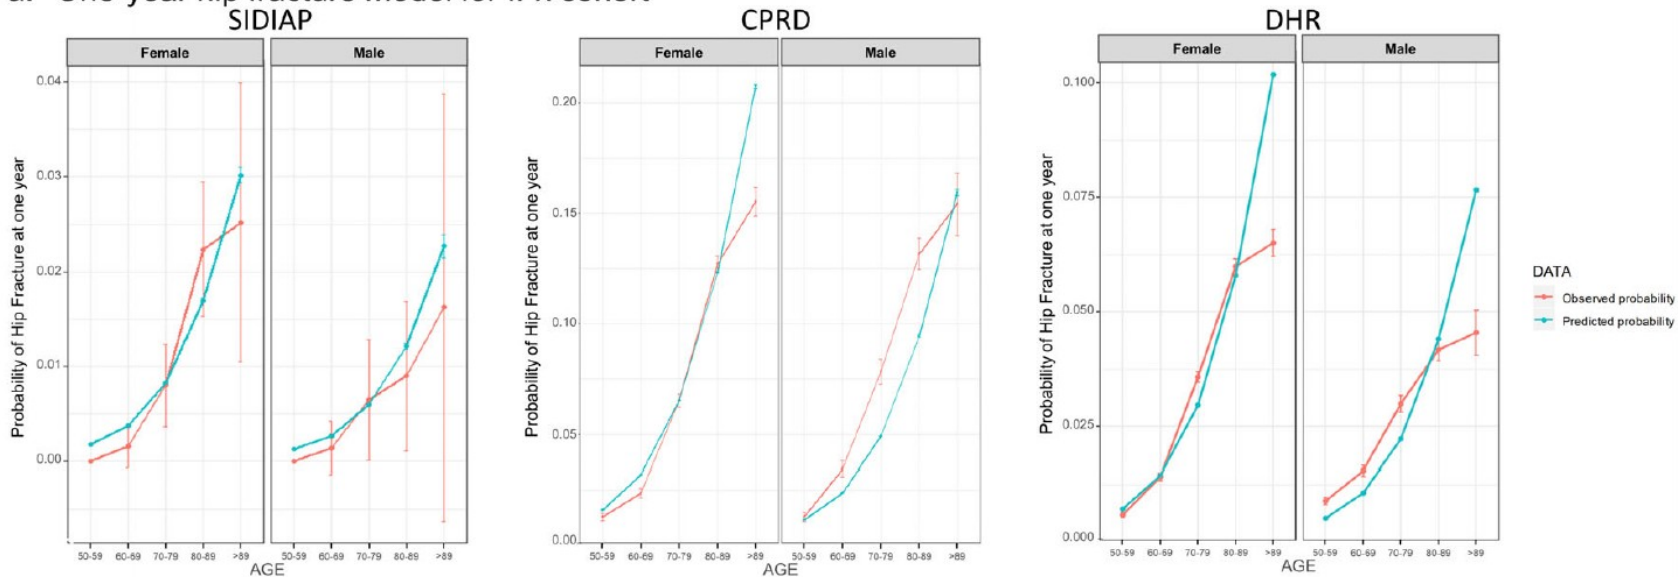 SIDIAP
CPRD
DHR
Female
Male
Female
Male
Female
Male
Probability of Hip Fracture at one year
0.04
0.03
0.02
0.01
0.00
50-59
60-69
70-79
80-89
>89
50-59
60-69
70-79
80-89
>89
AGE
Probability of Hip Fracture at one year
0.20
0.15
0.10
0.05
0.00
50-59
60-69
70-79
80-89
>89
50-59
60-69
70-79
80-89
>89
AGE
Probability of Hip Fracture at one year
0.100
0.075
0.050
0.025
0.000
50-59
60-69
70-79
80-89
>89
50-59
60-69
70-79
80-89
>89
AGE
DATA
Observed probability
Predicted probability